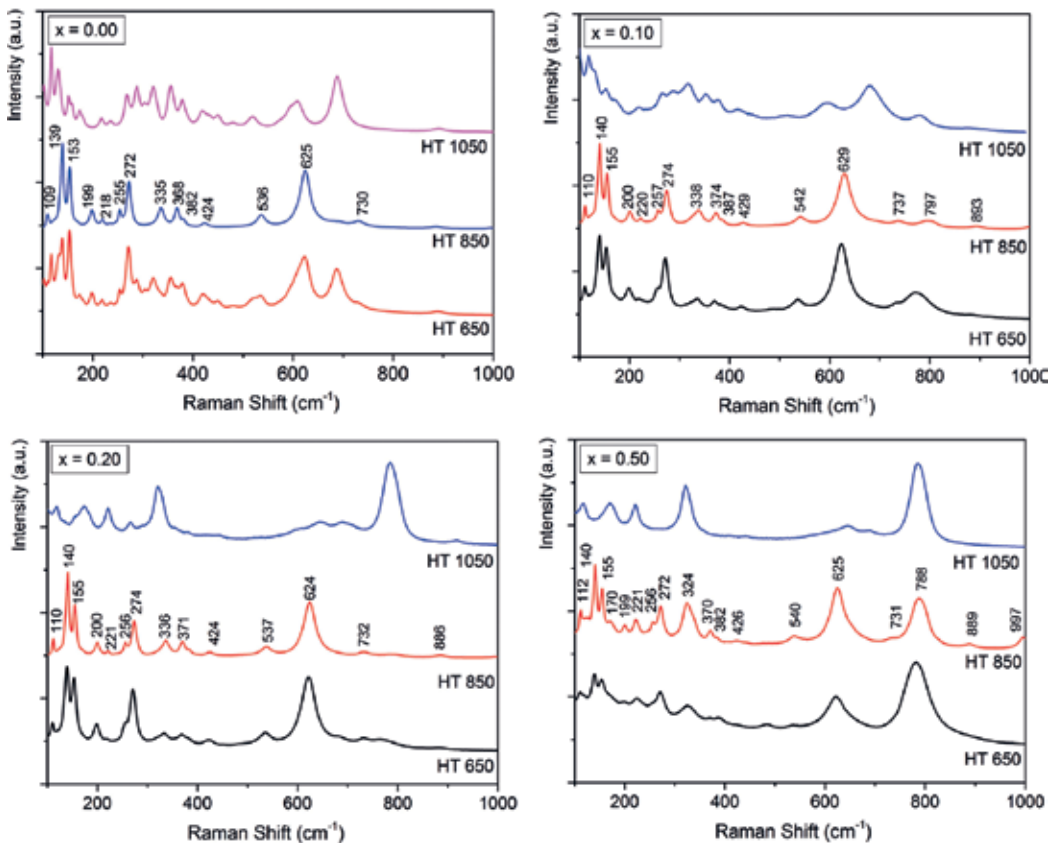 x = 0.00
Intensity (a.u.)
HT 1050
109
139
153
199
218
255
272
335
368
382
424
536
625
730
HT 850
HT 650
200 400 600 800 1000
Raman Shift (cm⁻¹)
x = 0.10
Intensity (a.u.)
HT 1050
110
140
155
200
220
257
274
338
374
387
429
542
629
737
797
893
HT 850
HT 650
200 400 600 800 1000
Raman Shift (cm⁻¹)
x = 0.20
Intensity (a.u.)
HT 1050
110
140
155
200
221
256
274
336
371
424
537
624
732
886
HT 850
HT 650
200 400 600 800 1000
Raman Shift (cm⁻¹)
x = 0.50
Intensity (a.u.)
HT 1050
112
140
155
170
199
221
256
272
324
370
382
426
540
625
731
788
889
997
HT 850
HT 650
200 400 600 800 1000
Raman Shift (cm⁻¹)